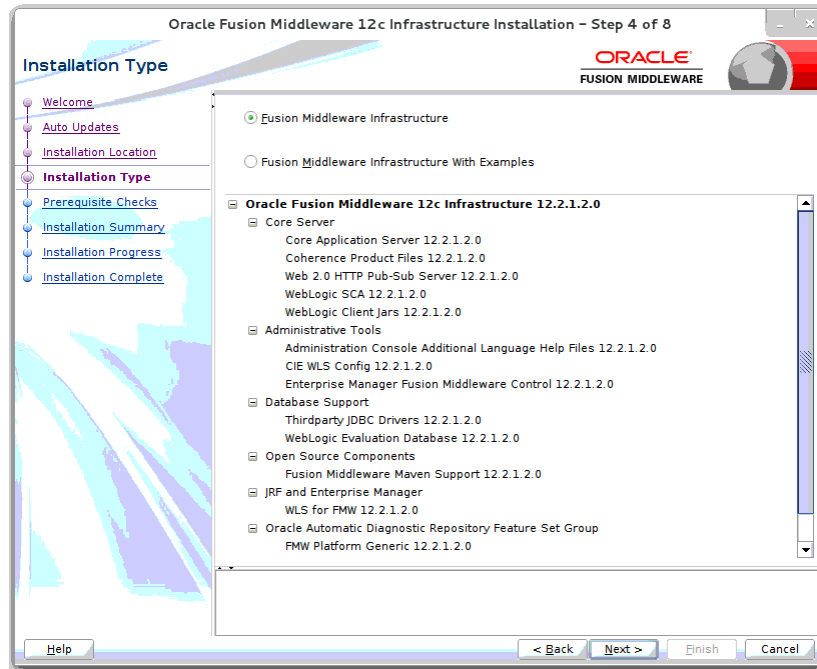 Oracle Fusion Middleware 12c Infrastructure Installation – Step 4 of 8
Installation Type
ORACLE
FUSION MIDDLEWARE
Welcome
Auto Updates
Installation Location
Installation Type
Prerequisite Checks
Installation Summary
Installation Progress
Installation Complete
Fusion Middleware Infrastructure
Fusion Middleware Infrastructure With Examples
Oracle Fusion Middleware 12c Infrastructure 12.2.1.2.0
Core Server
Core Application Server 12.2.1.2.0
Coherence Product Files 12.2.1.2.0
Web 2.0 HTTP Pub-Sub Server 12.2.1.2.0
WebLogic SCA 12.2.1.2.0
WebLogic Client Jars 12.2.1.2.0
Administrative Tools
Administration Console Additional Language Help Files 12.2.1.2.0
CIE WLS Config 12.2.1.2.0
Enterprise Manager Fusion Middleware Control 12.2.1.2.0
Database Support
Thirdparty JDBC Drivers 12.2.1.2.0
WebLogic Evaluation Database 12.2.1.2.0
Open Source Components
Fusion Middleware Maven Support 12.2.1.2.0
JRF and Enterprise Manager
WLS for FMW 12.2.1.2.0
Oracle Automatic Diagnostic Repository Feature Set Group
FMW Platform Generic 12.2.1.2.0
Help
< Back
Next >
Finish
Cancel